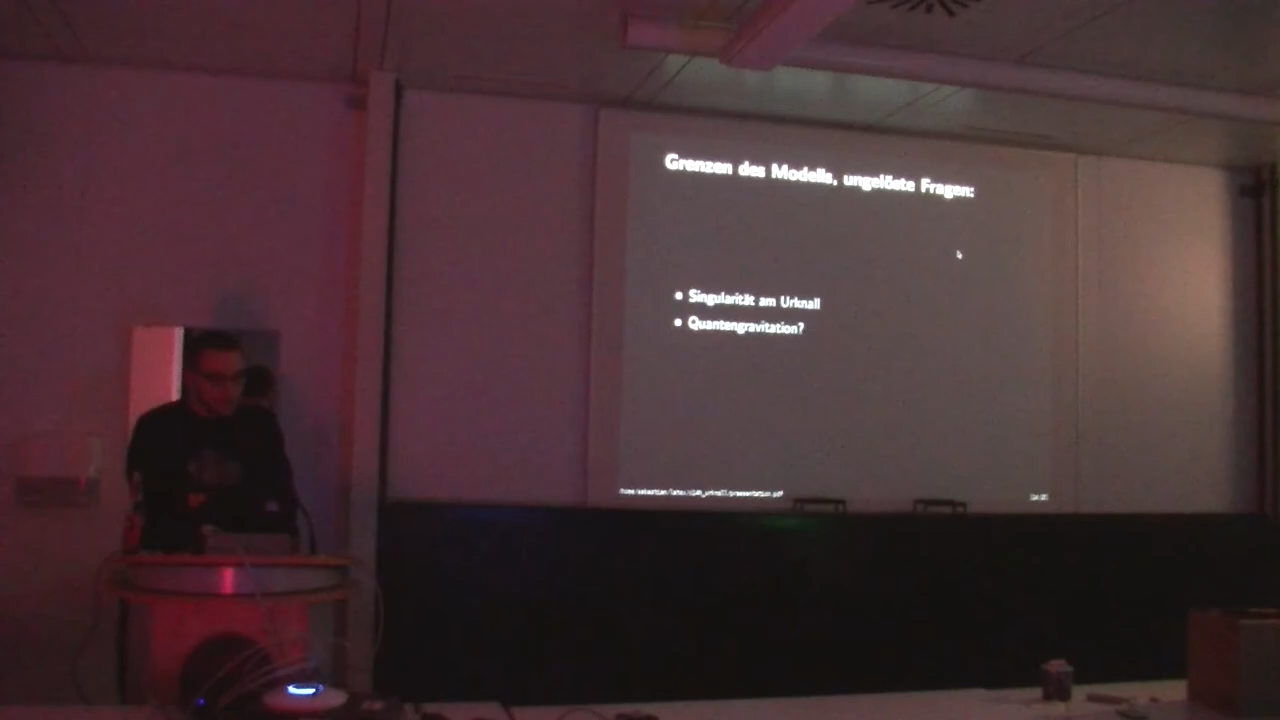 Grenzen des Modells, ungelöste Fragen:
• Singularität am Urknall
• Quantengravitation?